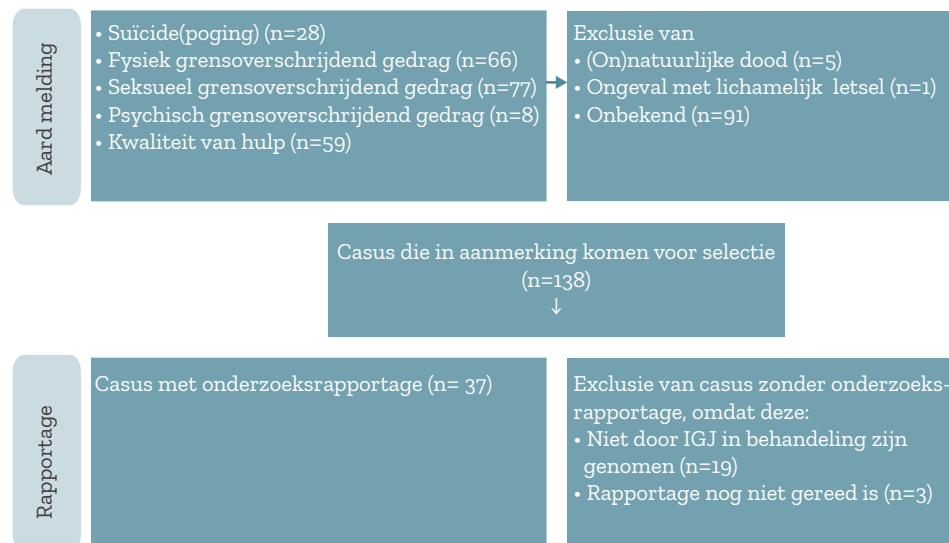 Aard melding
• Suïcide(poging) (n=28)
• Fysiek grensoverschrijdend gedrag (n=66)
• Seksueel grensoverschrijdend gedrag (n=77)
• Psychisch grensoverschrijdend gedrag (n=8)
• Kwaliteit van hulp (n=59)
Exclusie van
• (On)natuurlijke dood (n=5)
• Ongeval met lichamelijk letsel (n=1)
• Onbekend (n=91)
Casus die in aanmerking komen voor selectie
(n=138)
↓
Rapportage
Casus met onderzoeksrapportage (n= 37)
Exclusie van casus zonder onderzoeks-
rapportage, omdat deze:
• Niet door IGJ in behandeling zijn
genomen (n=19)
• Rapportage nog niet gereed is (n=3)